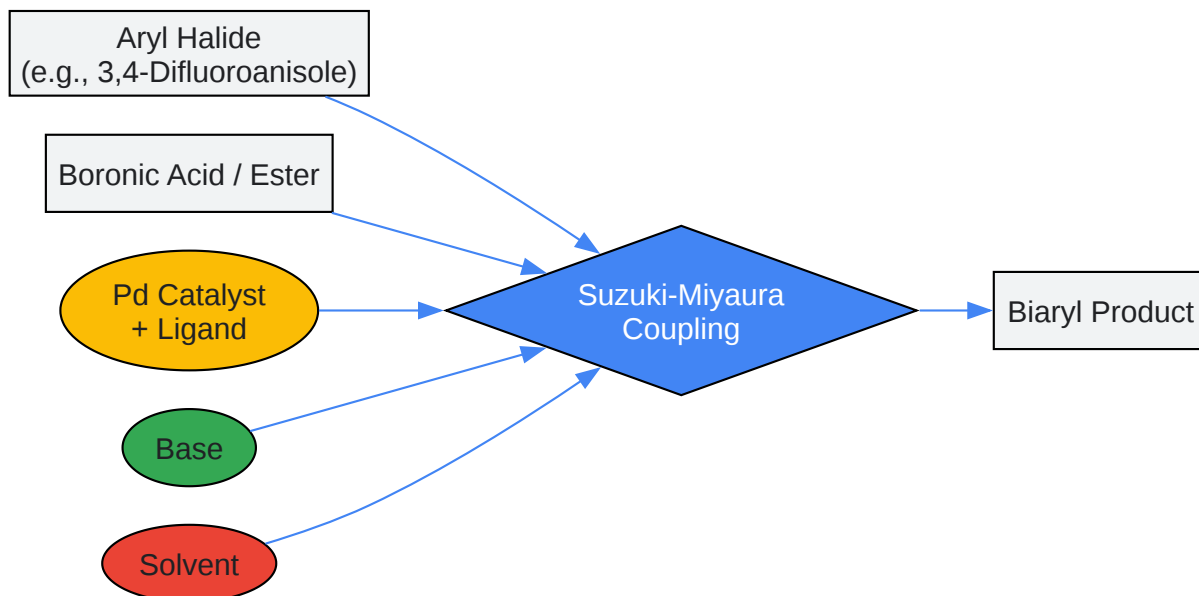 Aryl Halide
(e.g., 3,4-Difluoroanisole)
Boronic Acid / Ester
Pd Catalyst
+ Ligand
Base
Solvent
Suzuki-Miyaura
Coupling
Biaryl Product